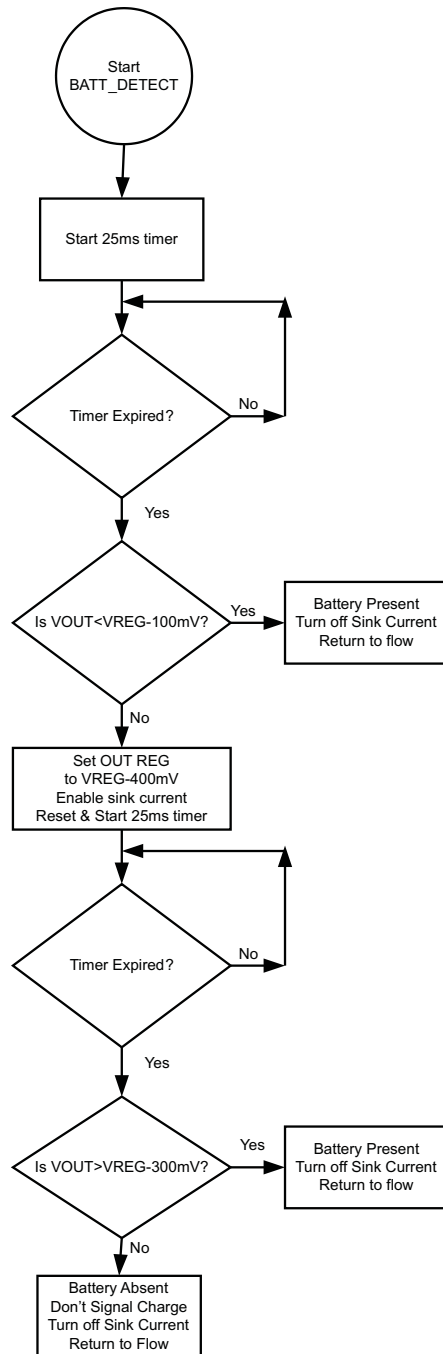 Start
BATT_DETECT
Start 25ms timer
Timer Expired?
No
Yes
Is VOUT<VREG-100mV?
Yes
Battery Present
Turn off Sink Current
Return to flow
No
Set OUT REG
to VREG-400mV
Enable sink current
Reset & Start 25ms timer
Timer Expired?
No
Yes
Is VOUT>VREG-300mV?
Yes
Battery Present
Turn off Sink Current
Return to flow
No
Battery Absent
Don't Signal Charge
Turn off Sink Current
Return to Flow